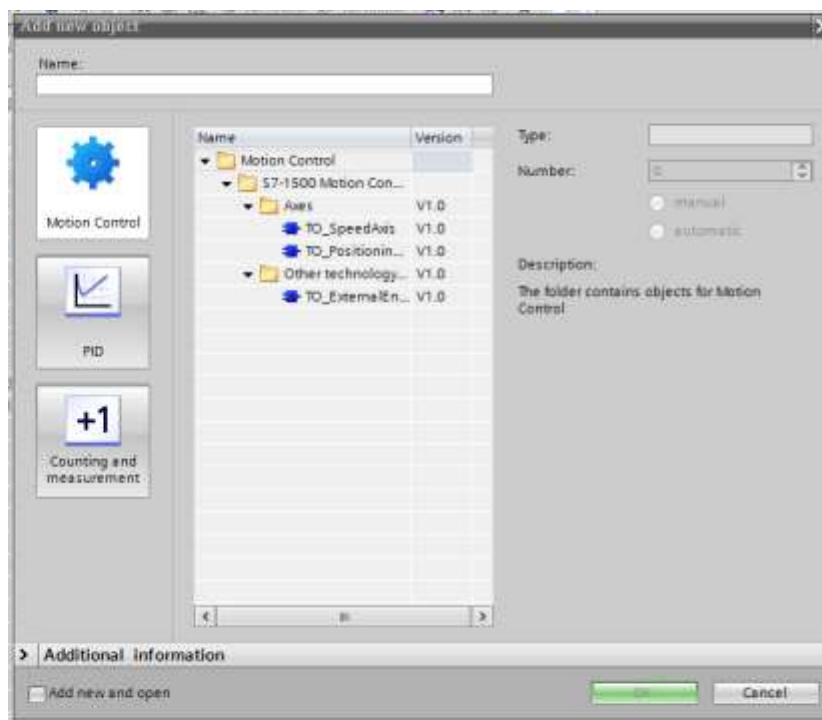 Add new object
Name:
Motion Control
PID
+1
Counting and
measurement
Name Version
Motion Control
S7-1500 Motion Con...
Axes V1.0
TO_SpeedAxis V1.0
TO_Positionin... V1.0
Other technology... V1.0
TO_ExternalEn... V1.0
Type:
Number: 0
manual
automatic
Description:
The folder contains objects for Motion
Control
Additional information
Add new and open
Cancel